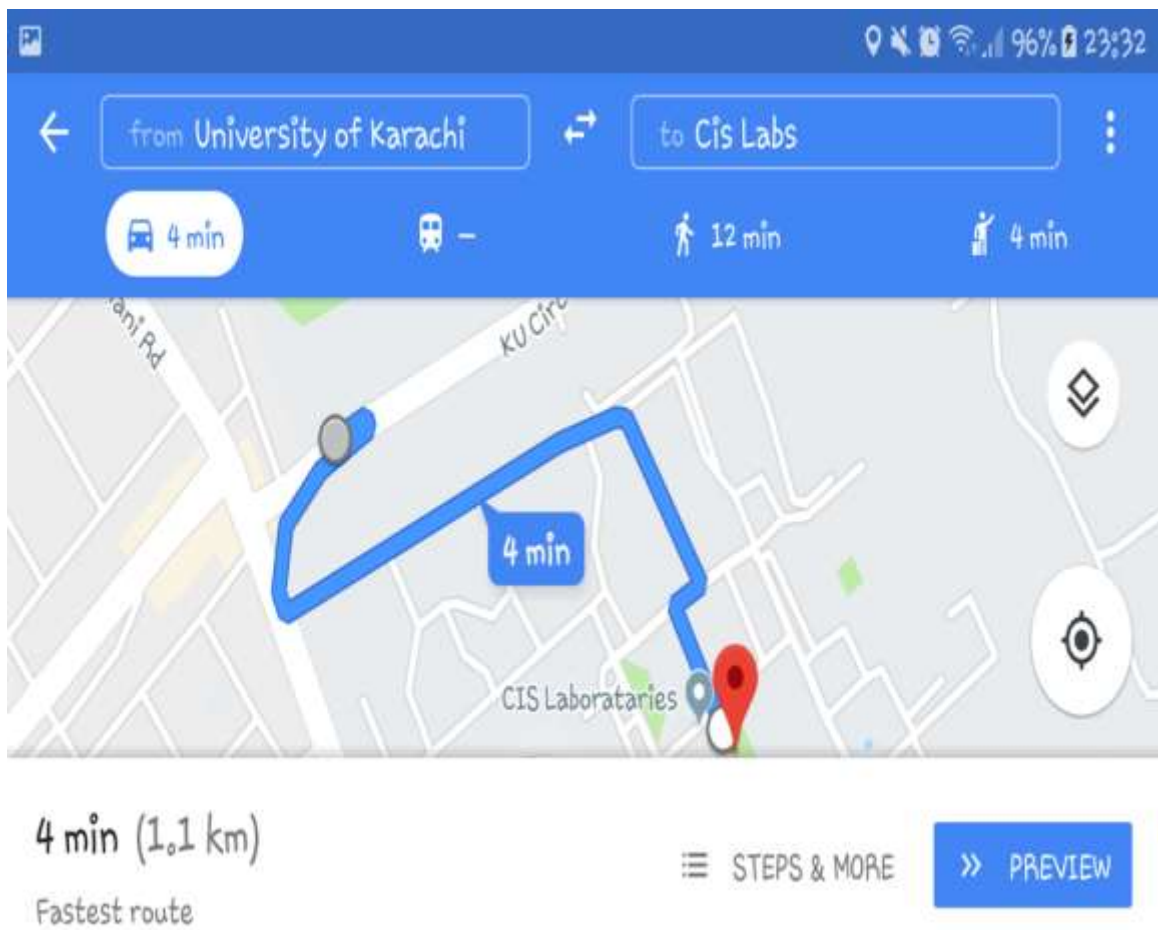 96% 23:32
from University of Karachi to Cis Labs
4 min – 12 min 4 min
ani Rd
KU Circ
4 min
CIS Laborataries
4 min (1.1 km)
STEPS & MORE PREVIEW
Fastest route